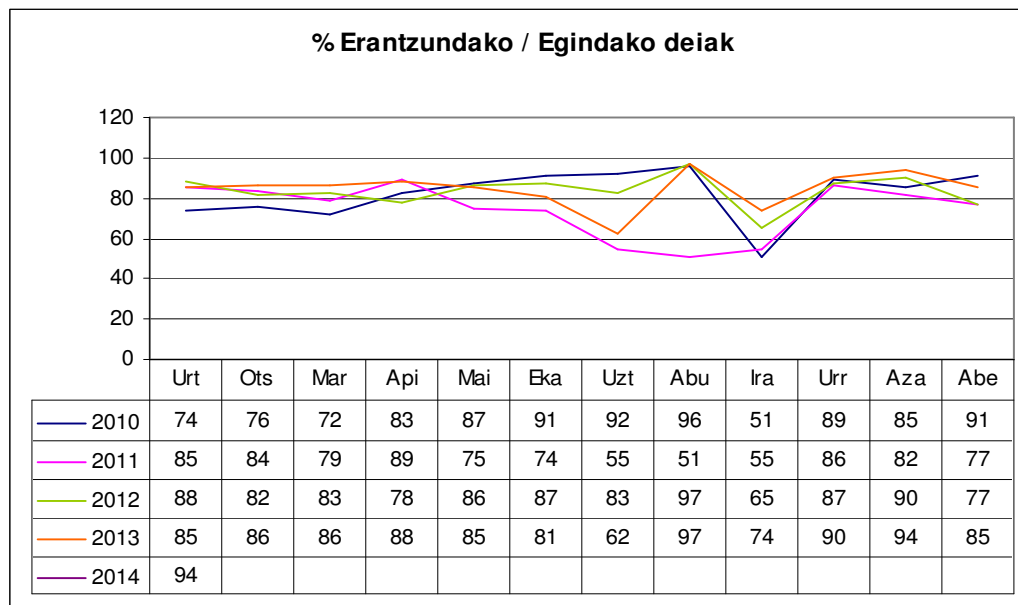 % Erantzundako / Egindako deiak
120
100
80
60
40
20
0
Urt Ots Mar Api Mai Eka Uzt Abu Ira Urr Aza Abe
2010 74 76 72 83 87 91 92 96 51 89 85 91
2011 85 84 79 89 75 74 55 51 55 86 82 77
2012 88 82 83 78 86 87 83 97 65 87 90 77
2013 85 86 86 88 85 81 62 97 74 90 94 85
2014 94